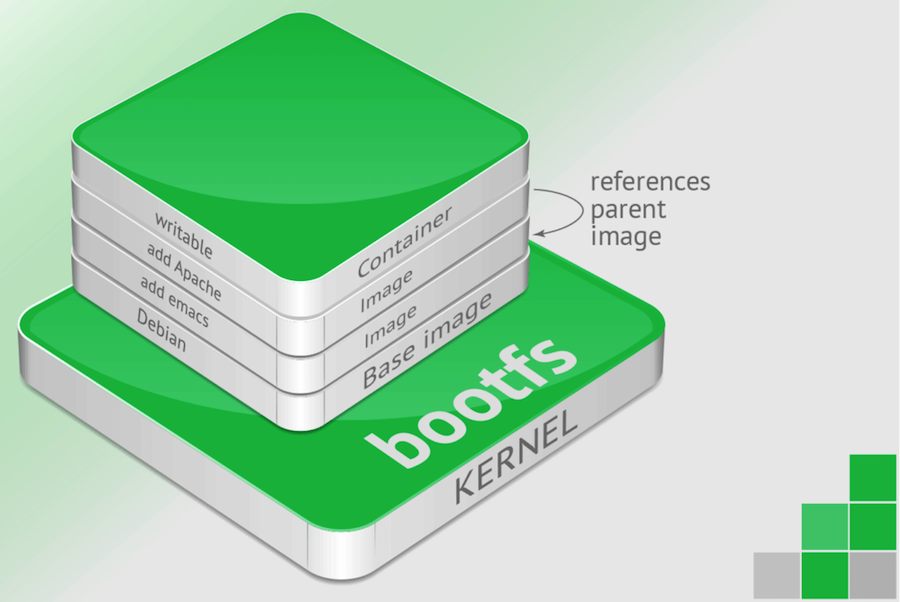 writable
Container
references
parent
image
add Apache
Image
add emacs
Image
Debian
Base image
bootfs
KERNEL